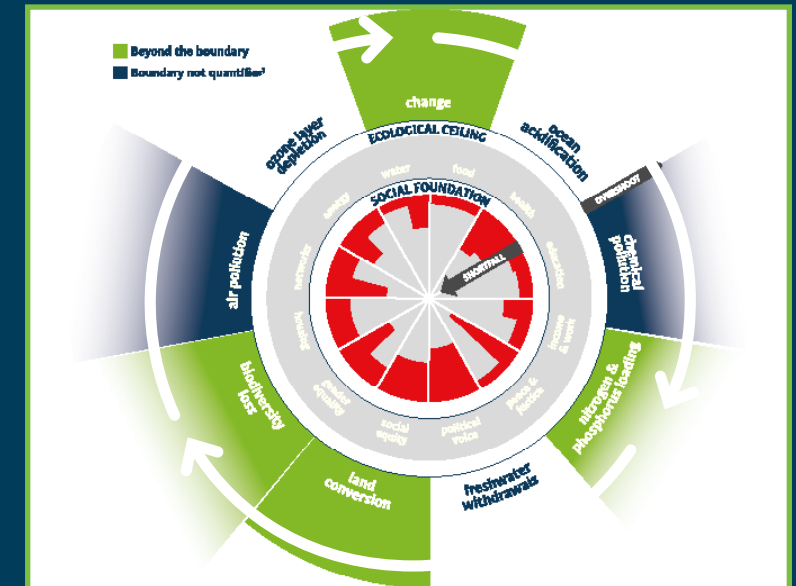 Beyond the boundary
Boundary not quantified¹
change
ozone layer
depletion
ECOLOGICAL CEILING
ocean
acidification
OVERSHOOT
water
food
SOCIAL FOUNDATION
energy
health
networks
education
SHORTFALL
air pollution
chemical
pollution
housing
income
& work
gender
equality
peace &
justice
social
equity
political
voice
biodiversity
loss
nitrogen &
phosphorus loading
land
conversion
freshwater
withdrawals